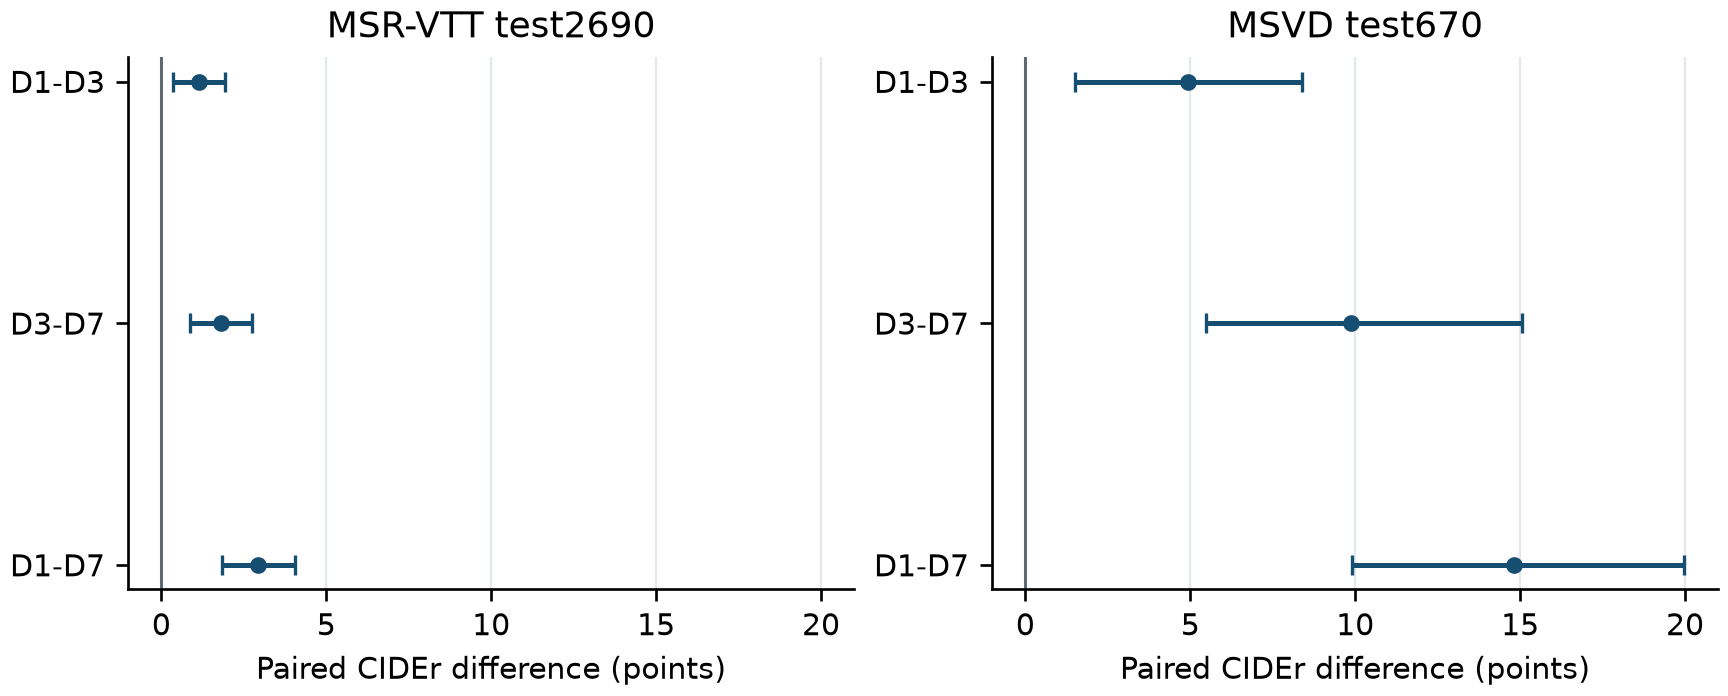 MSR-VTT test2690
D1-D3
D3-D7
D1-D7
0 5 10 15 20
Paired CIDEr difference (points)
MSVD test670
D1-D3
D3-D7
D1-D7
0 5 10 15 20
Paired CIDEr difference (points)